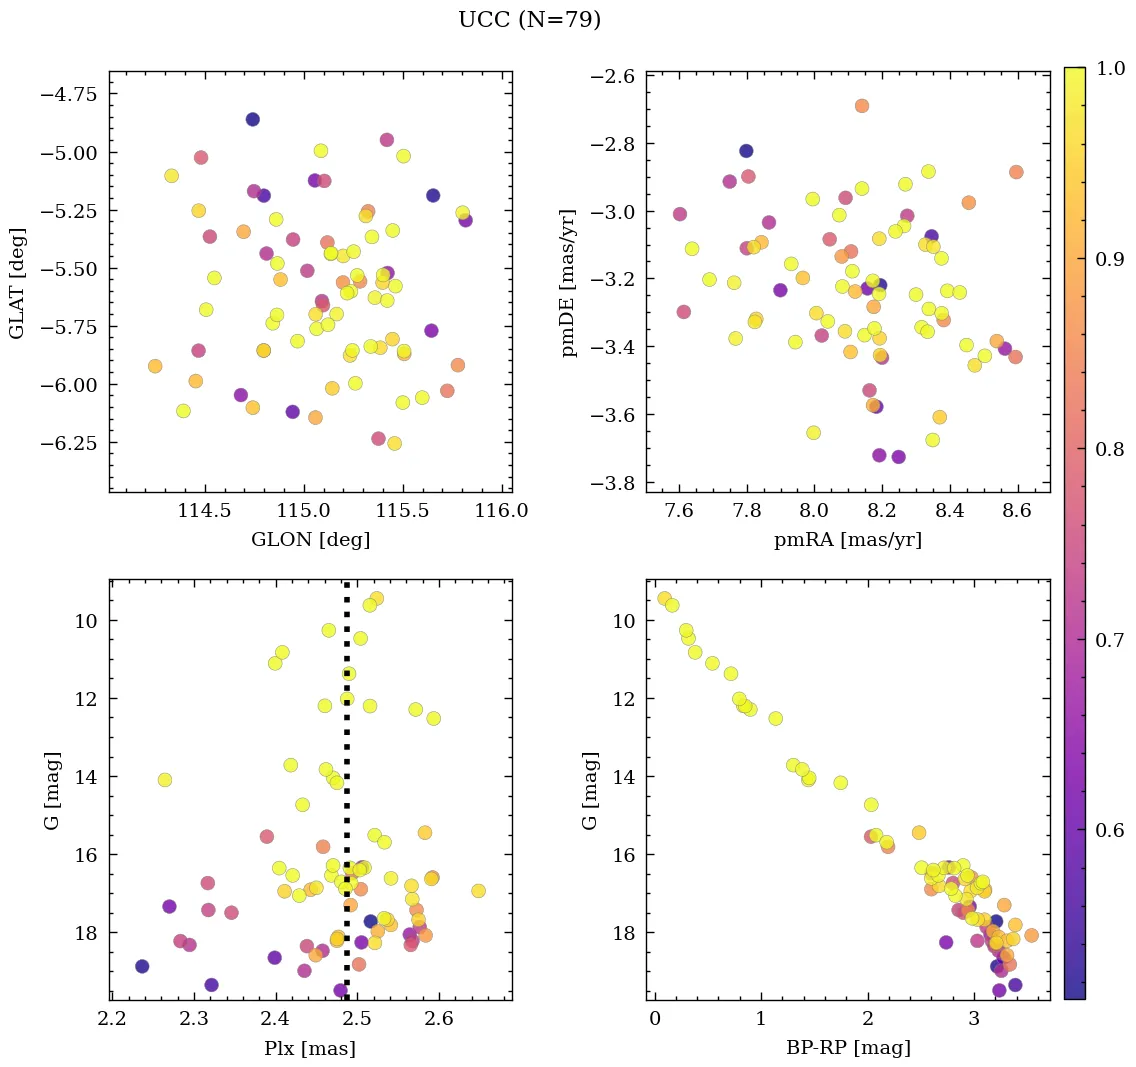 UCC (N=79)
−4.75
−5.00
−5.25
−5.50
−5.75
−6.00
−6.25
GLAT [deg]
114.5 115.0 115.5 116.0
GLON [deg]
−2.6
−2.8
−3.0
−3.2
−3.4
−3.6
−3.8
pmDE [mas/yr]
7.6 7.8 8.0 8.2 8.4 8.6
pmRA [mas/yr]
1.0
0.9
0.8
0.7
0.6
10
12
14
16
18
G [mag]
2.2 2.3 2.4 2.5 2.6
Plx [mas]
10
12
14
16
18
G [mag]
0 1 2 3
BP-RP [mag]